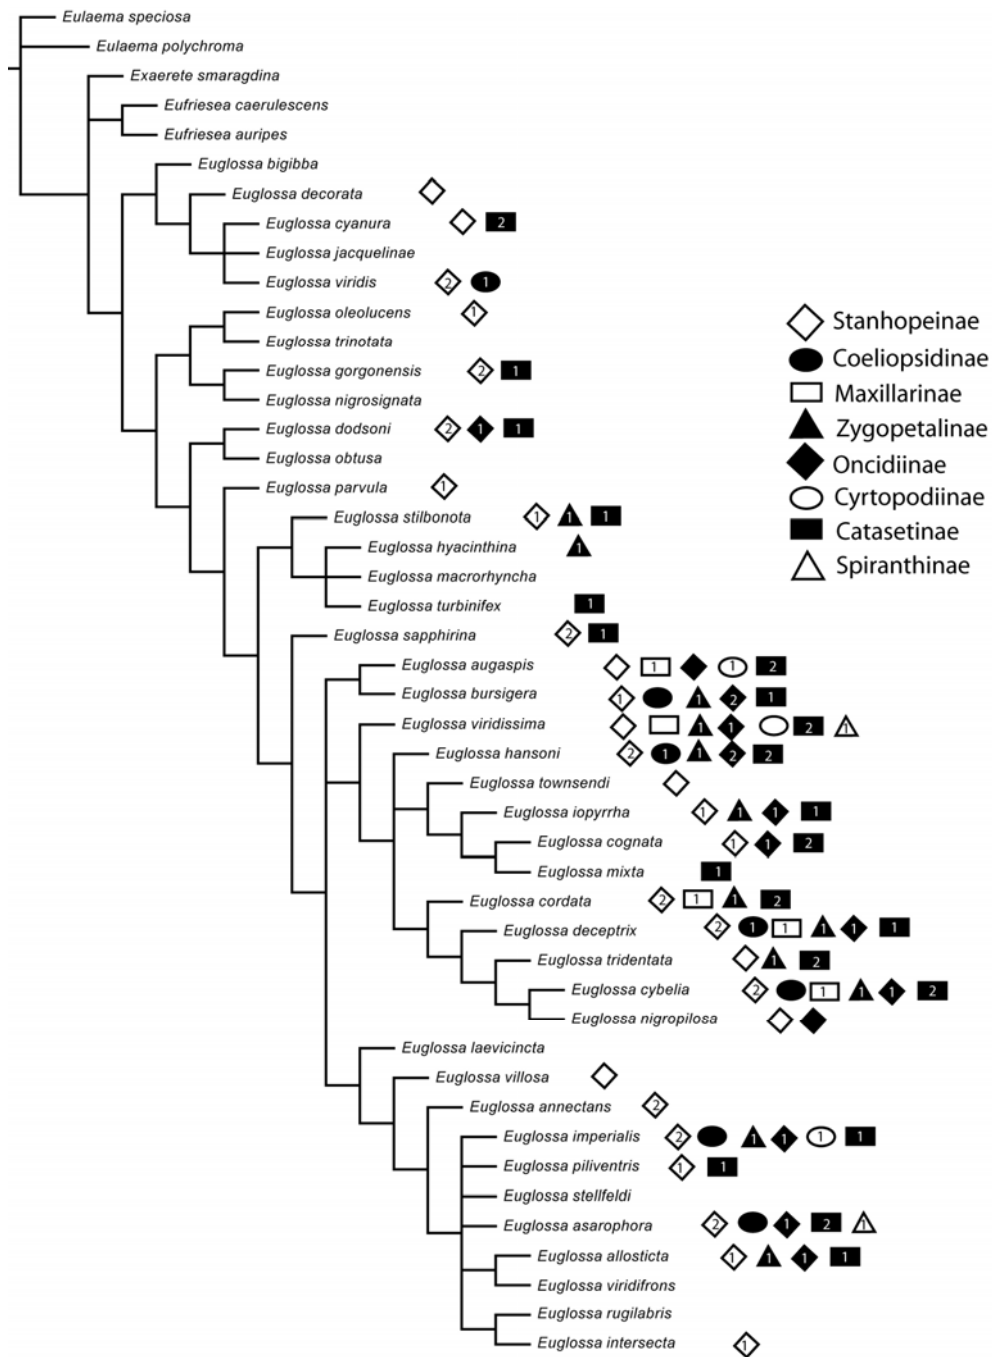 Eulaema speciosa
Eulaema polychroma
Exaerete smaragdina
Eufriesea caerulescens
Eufriesea auripes
Euglossa bigibba
Euglossa decorata
Euglossa cyanura 2
Euglossa jacquelinae
Euglossa viridis 2 1
Euglossa oleolucens 1
Euglossa trinotata
Euglossa gorgonensis 2 1
Euglossa nigrosignata
Euglossa dodsoni 2 1 1
Euglossa obtusa
Euglossa parvula 1
Euglossa stilbonota 1 1 1
Euglossa hyacinthina 1
Euglossa macrorhyncha
Euglossa turbinifex 1
Euglossa sapphirina 2 1
Euglossa augaspis 1 1 2
Euglossa bursigera 1 1 2 1
Euglossa viridissima 1 1 2 1
Euglossa hansoni 2 1 1 2 2
Euglossa townsendi
Euglossa iopyrrha 1 1 1 1
Euglossa cognata 1 1 2
Euglossa mixta 1
Euglossa cordata 2 1 1 2
Euglossa deceptrix 2 1 1 1 1 1
Euglossa tridentata 1 2
Euglossa cybelia 2 1 1 1 2
Euglossa nigropilosa
Euglossa laevicincta
Euglossa villosa
Euglossa annectans 2
Euglossa imperialis 2 1 1 1 1
Euglossa piliventris 1 1
Euglossa stellfeldi
Euglossa asarophora 2 1 2 1
Euglossa allosticta 1 1 1 1
Euglossa viridifrons
Euglossa rugilabris
Euglossa intersecta 1
Stanhopeinae
Coeliopsidinae
Maxillarinae
Zygopetalinae
Oncidiinae
Cyrtopodiinae
Catasetinae
Spiranthinae